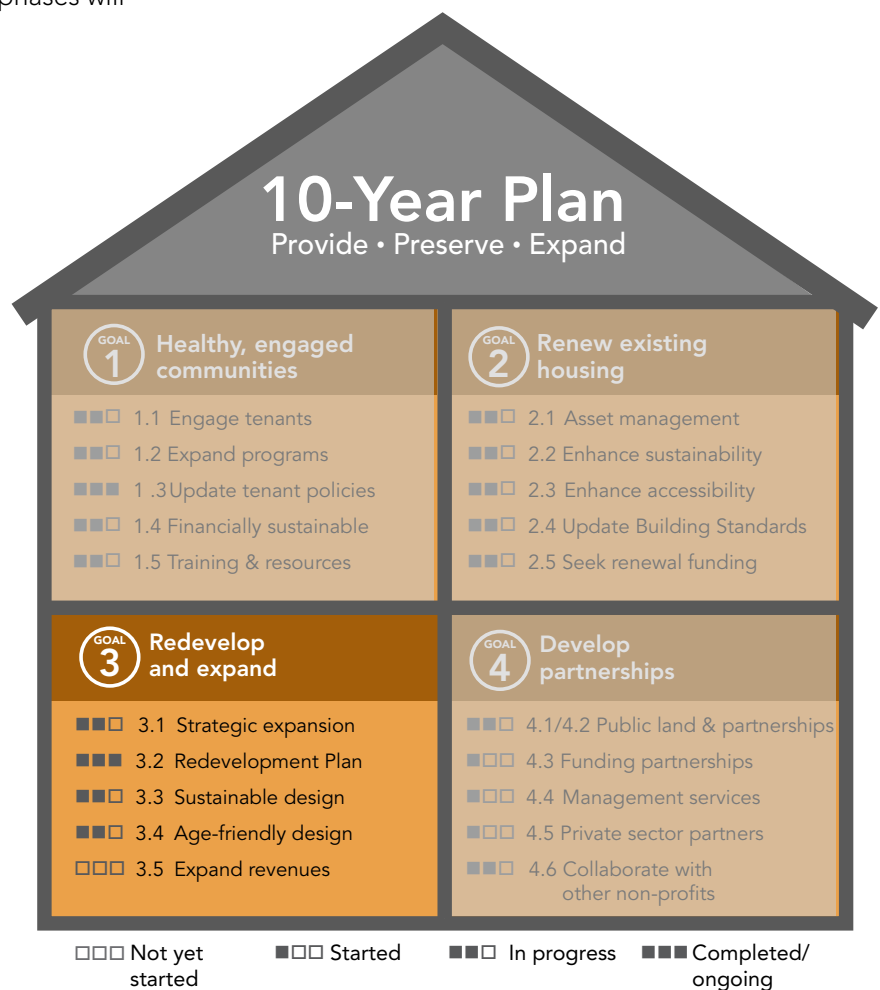 phases will
10-Year Plan
Provide • Preserve • Expand
GOAL
1
Healthy, engaged
communities
1.1 Engage tenants
1.2 Expand programs
1 .3Update tenant policies
1.4 Financially sustainable
1.5 Training & resources
GOAL
2
Renew existing
housing
2.1 Asset management
2.2 Enhance sustainability
2.3 Enhance accessibility
2.4 Update Building Standards
2.5 Seek renewal funding
GOAL
3
Redevelop
and expand
3.1 Strategic expansion
3.2 Redevelopment Plan
3.3 Sustainable design
3.4 Age-friendly design
3.5 Expand revenues
GOAL
4
Develop
partnerships
4.1/4.2 Public land & partnerships
4.3 Funding partnerships
4.4 Management services
4.5 Private sector partners
4.6 Collaborate with
other non-profits
Not yet
started
Started
In progress
Completed/
ongoing